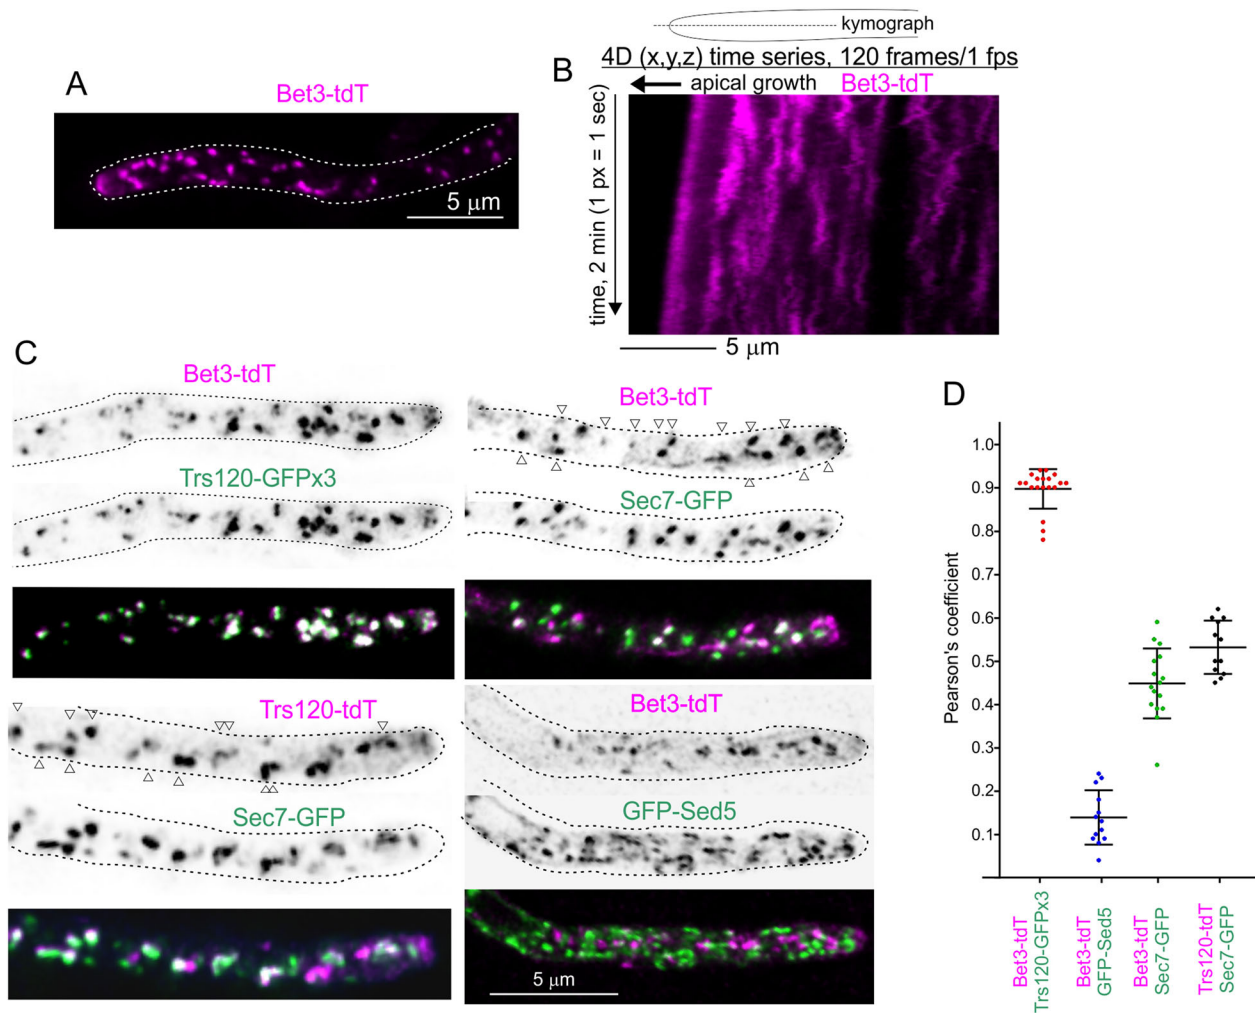 A
Bet3-tdT
5 μm
kymograph
4D (x,y,z) time series, 120 frames/1 fps
B
apical growth
Bet3-tdT
time, 2 min (1 px = 1 sec)
5 μm
C
Bet3-tdT
Trs120-GFPx3
Bet3-tdT
Sec7-GFP
Trs120-tdT
Sec7-GFP
Bet3-tdT
GFP-Sed5
5 μm
D
Pearson's coefficient
1.0
0.9
0.8
0.7
0.6
0.5
0.4
0.3
0.2
0.1
Bet3-tdT
Trs120-GFPx3
Bet3-tdT
GFP-Sed5
Bet3-tdT
Sec7-GFP
Trs120-tdT
Sec7-GFP